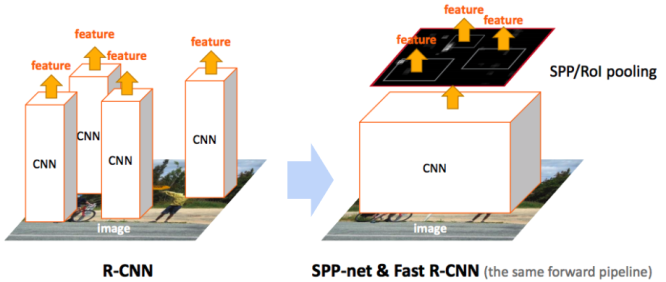 feature
feature
feature
feature
CNN
CNN
CNN
image
R-CNN
feature
feature
feature
SPP/RoI pooling
CNN
image
SPP-net & Fast R-CNN (the same forward pipeline)